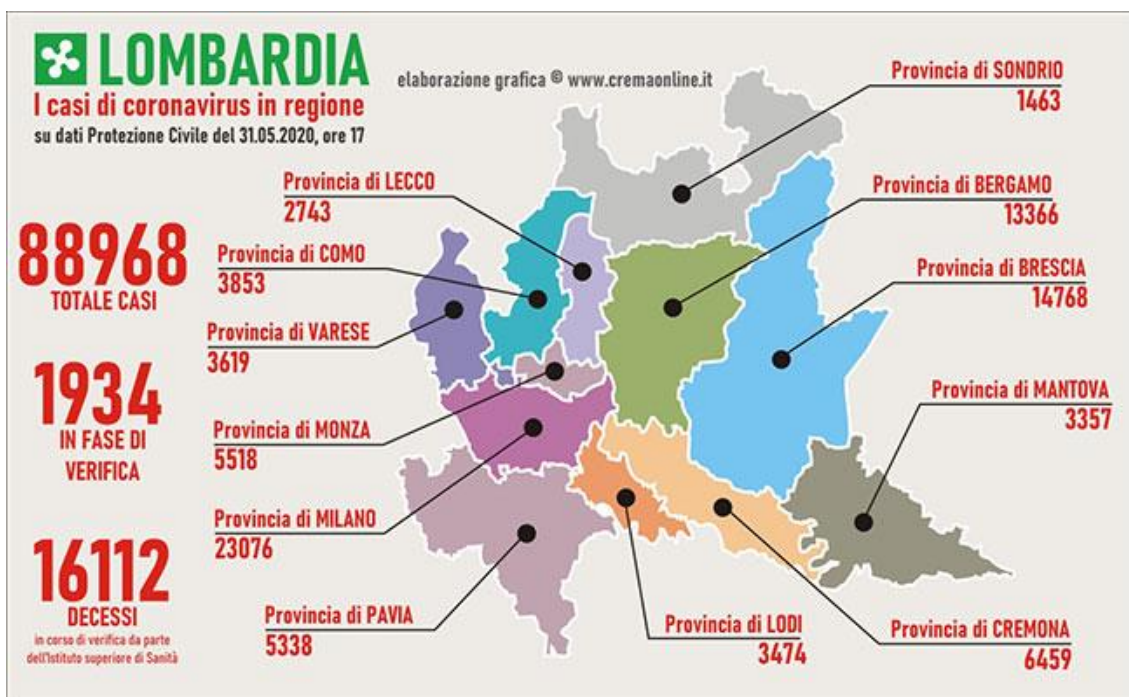 LOMBARDIA
I casi di coronavirus in regione
su dati Protezione Civile del 31.05.2020, ore 17
elaborazione grafica © www.cremaonline.it
88968
TOTALE CASI
1934
IN FASE DI
VERIFICA
16112
DECESSI
in corso di verifica da parte
dell'Istituto superiore di Sanità
Provincia di LECCO
2743
Provincia di COMO
3853
Provincia di VARESE
3619
Provincia di MONZA
5518
Provincia di MILANO
23076
Provincia di PAVIA
5338
Provincia di SONDRIO
1463
Provincia di BERGAMO
13366
Provincia di BRESCIA
14768
Provincia di MANTOVA
3357
Provincia di LODI
3474
Provincia di CREMONA
6459